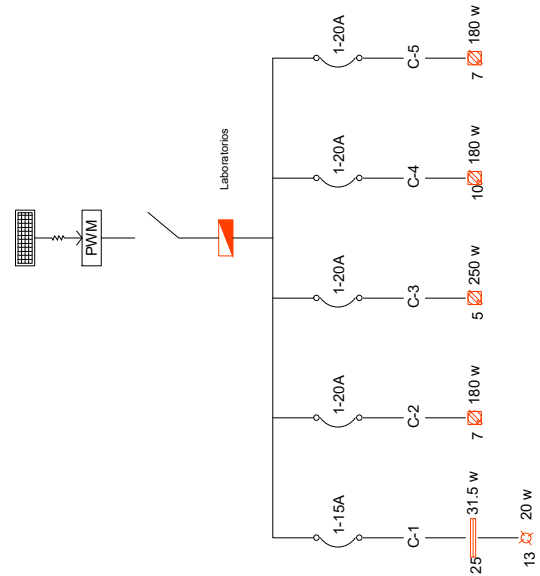 PWM
Laboratorios
1-15A
1-20A
1-20A
1-20A
1-20A
C-1
C-2
C-3
C-4
C-5
25 31.5 w
7 180 w
5 250 w
10 180 w
7 180 w
13 20 w